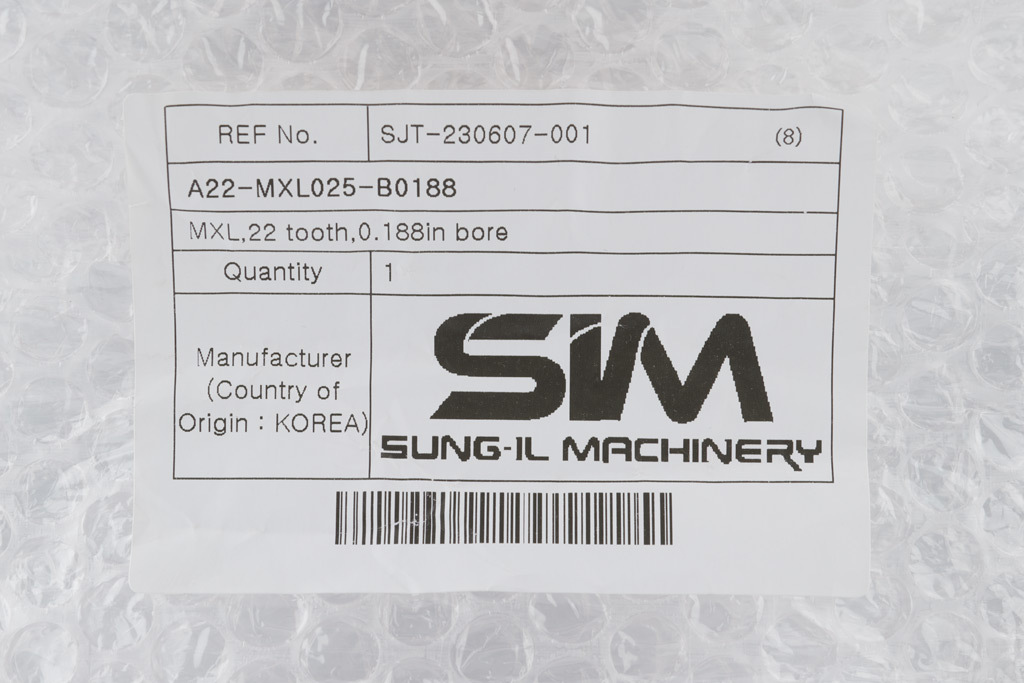 REF No. SJT-230607-001 (8)
A22-MXL025-B0188
MXL,22 tooth,0.188in bore
Quantity 1
Manufacturer
(Country of
Origin : KOREA)
SIM
SUNG-IL MACHINERY